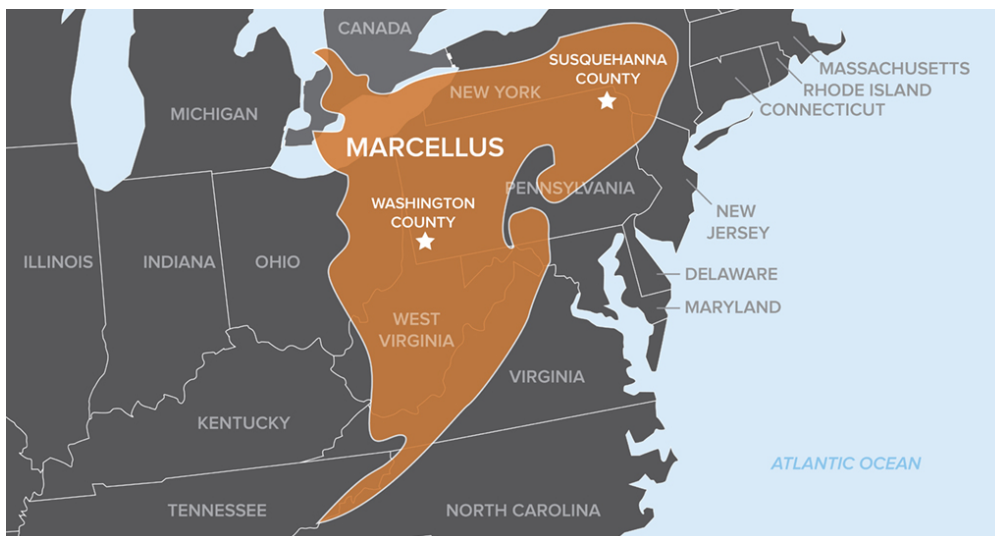 CANADA
SUSQUEHANNA
COUNTY
MASSACHUSETTS
RHODE ISLAND
CONNECTICUT
NEW YORK
MICHIGAN
MARCELLUS
PENNSYLVANIA
WASHINGTON
COUNTY
NEW
JERSEY
ILLINOIS
INDIANA
OHIO
DELAWARE
MARYLAND
WEST
VIRGINIA
VIRGINIA
KENTUCKY
ATLANTIC OCEAN
TENNESSEE
NORTH CAROLINA